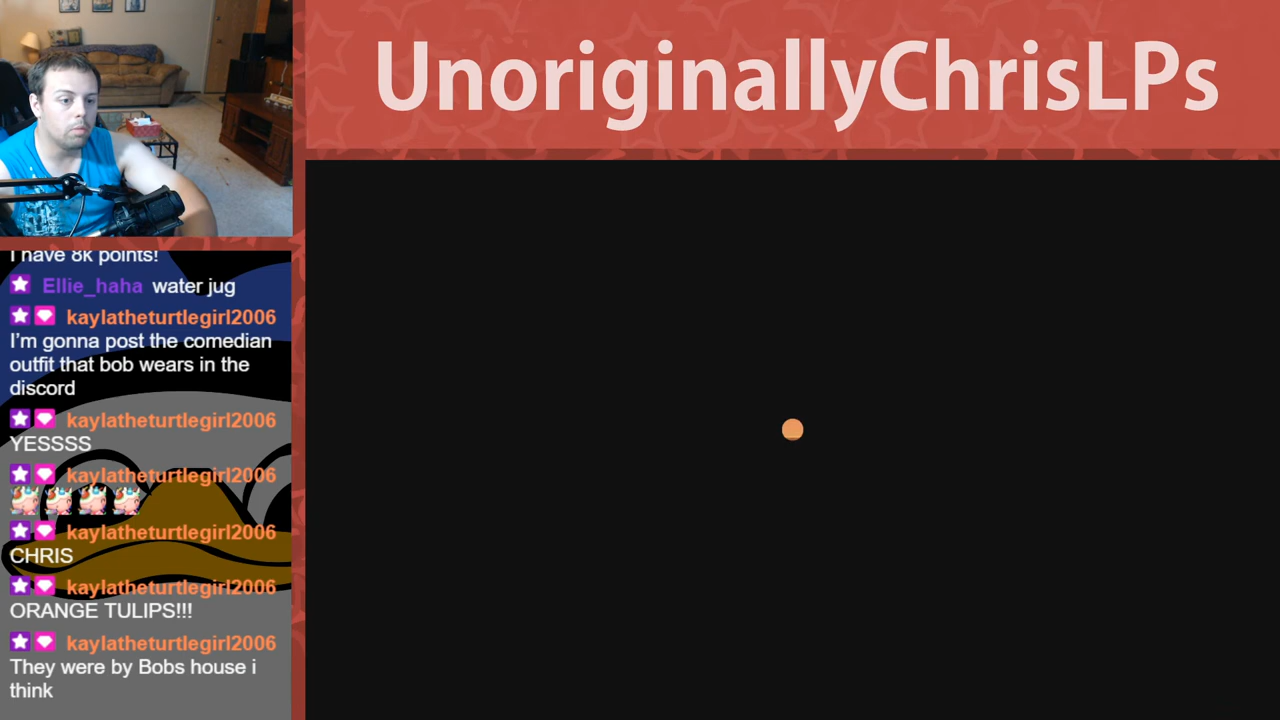 UnoriginallyChrisLPs
I have 8k points!
Ellie_haha water jug
kaylatheturtlegirl2006
I'm gonna post the comedian
outfit that bob wears in the
discord
kaylatheturtlegirl2006
YESSSS
kaylatheturtlegirl2006
kaylatheturtlegirl2006
CHRIS
kaylatheturtlegirl2006
ORANGE TULIPS!!!
kaylatheturtlegirl2006
They were by Bobs house i
think